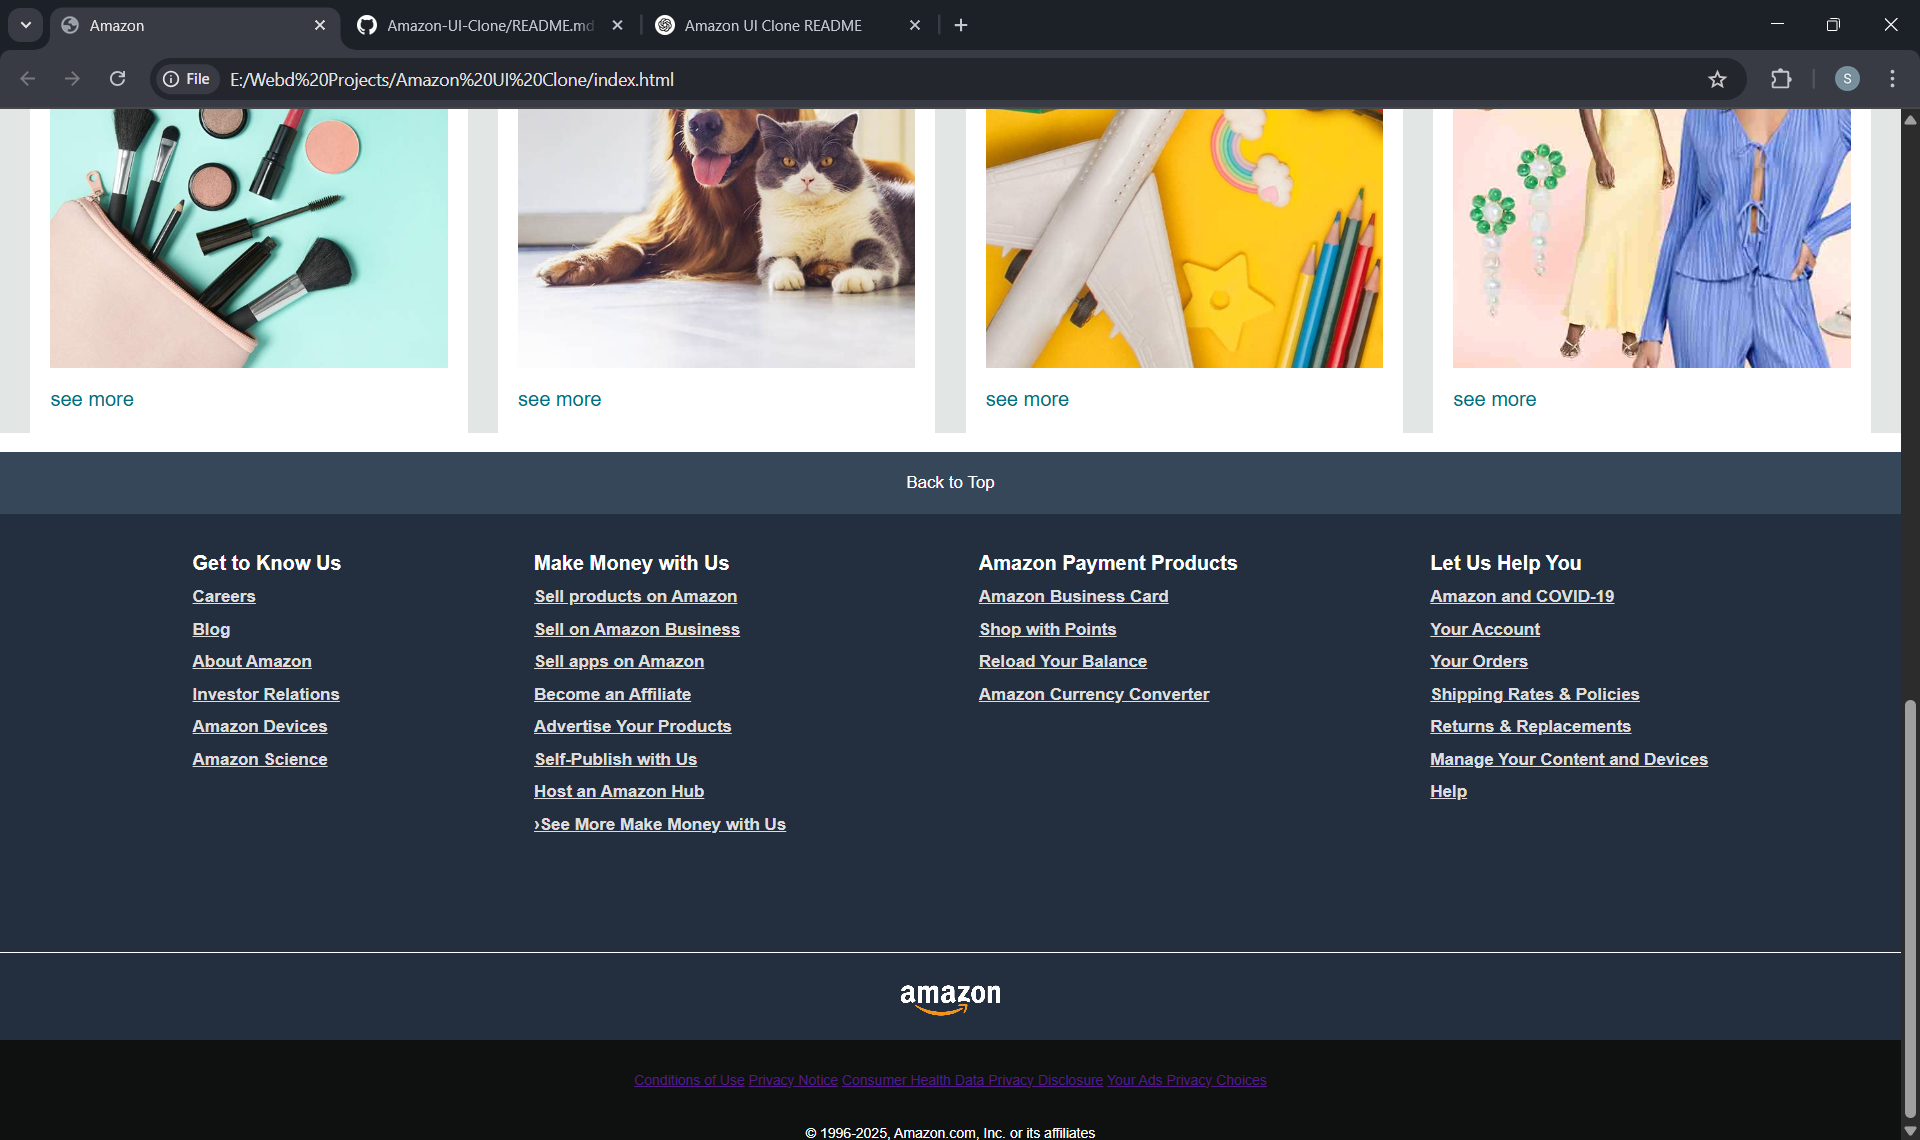 Amazon
Amazon-UI-Clone/README.md
Amazon UI Clone README
File
E:/Webd%20Projects/Amazon%20UI%20Clone/index.html
S
see more
see more
see more
see more
Back to Top
Get to Know Us
Careers
Blog
About Amazon
Investor Relations
Amazon Devices
Amazon Science
Make Money with Us
Sell products on Amazon
Sell on Amazon Business
Sell apps on Amazon
Become an Affiliate
Advertise Your Products
Self-Publish with Us
Host an Amazon Hub
›See More Make Money with Us
Amazon Payment Products
Amazon Business Card
Shop with Points
Reload Your Balance
Amazon Currency Converter
Let Us Help You
Amazon and COVID-19
Your Account
Your Orders
Shipping Rates & Policies
Returns & Replacements
Manage Your Content and Devices
Help
amazon
Conditions of Use Privacy Notice Consumer Health Data Privacy Disclosure Your Ads Privacy Choices
© 1996-2025, Amazon.com, Inc. or its affiliates